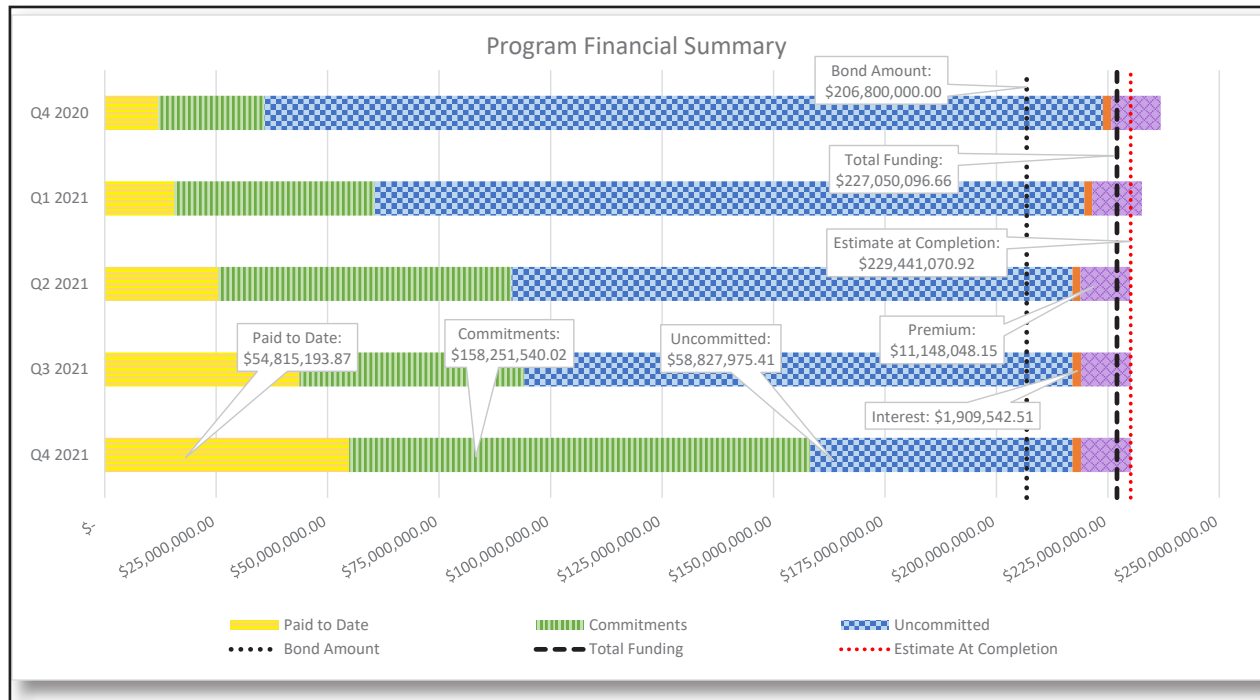 Program Financial Summary
Bond Amount:
$206,800,000.00
Q4 2020
Total Funding:
$227,050,096.66
Q1 2021
Estimate at Completion:
$229,441,070.92
Q2 2021
Premium:
$11,148,048.15
Paid to Date:
$54,815,193.87
Commitments:
$158,251,540.02
Uncommitted:
$58,827,975.41
Q3 2021
Interest: $1,909,542.51
Q4 2021
$-
$25,000,000.00
$50,000,000.00
$75,000,000.00
$100,000,000.00
$125,000,000.00
$150,000,000.00
$175,000,000.00
$200,000,000.00
$225,000,000.00
$250,000,000.00
Paid to Date
Commitments
Uncommitted
Bond Amount
Total Funding
Estimate At Completion